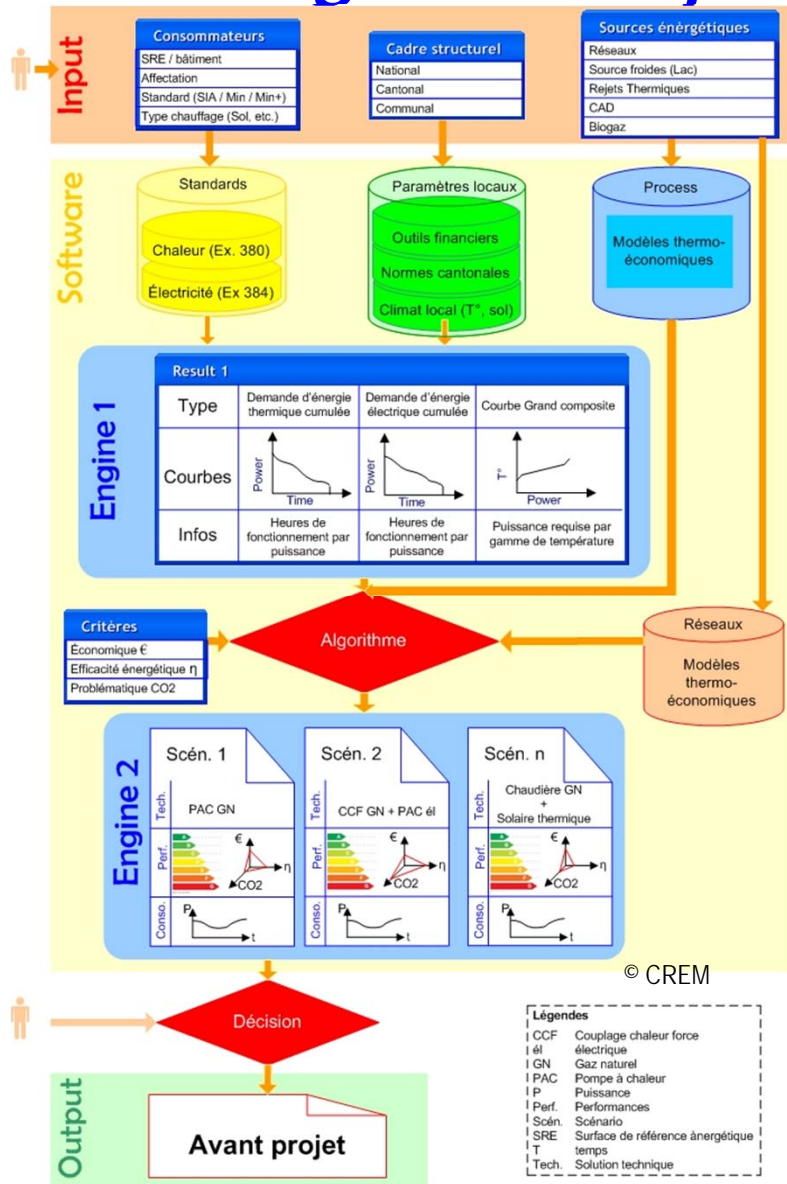 Input
Consommateurs
SRE / bâtiment
Affectation
Standard (SIA / Min / Min+)
Type chauffage (Sol, etc.)
Cadre structurel
National
Cantonal
Communal
Sources énèrgétiques
Réseaux
Source froides (Lac)
Rejets Thermiques
CAD
Biogaz
Software
Standards
Chaleur (Ex. 380)
Électricité (Ex 384)
Paramètres locaux
Outils financiers
Normes cantonales
Climat local (T°, sol)
Process
Modèles thermo-
économiques
Engine 1
Result 1
Type
Demande d'énergie
thermique cumulée
Demande d'énergie
électrique cumulée
Courbe Grand composite
Courbes
Power
Time
Power
Time
T°
Power
Infos
Heures de
fonctionnement par
puissance
Heures de
fonctionnement par
puissance
Puissance requise par
gamme de température
Critères
Économique €
Efficacité énergétique η
Problématique CO2
Algorithme
Réseaux
Modèles
thermo-
économiques
Engine 2
Scén. 1
Tech.
PAC GN
Perf.
€
η
CO2
Conso.
P
t
Scén. 2
Tech.
CCF GN + PAC él
Perf.
€
η
CO2
Conso.
P
t
Scén. n
Tech.
Chaudière GN
+
Solaire thermique
Perf.
€
η
CO2
Conso.
P
t
© CREM
Décision
Output
Avant projet
Légendes
CCF Couplage chaleur force
él électrique
GN Gaz naturel
PAC Pompe à chaleur
P Puissance
Perf. Performances
Scén. Scénario
SRE Surface de référence ànergétique
T temps
Tech. Solution technique